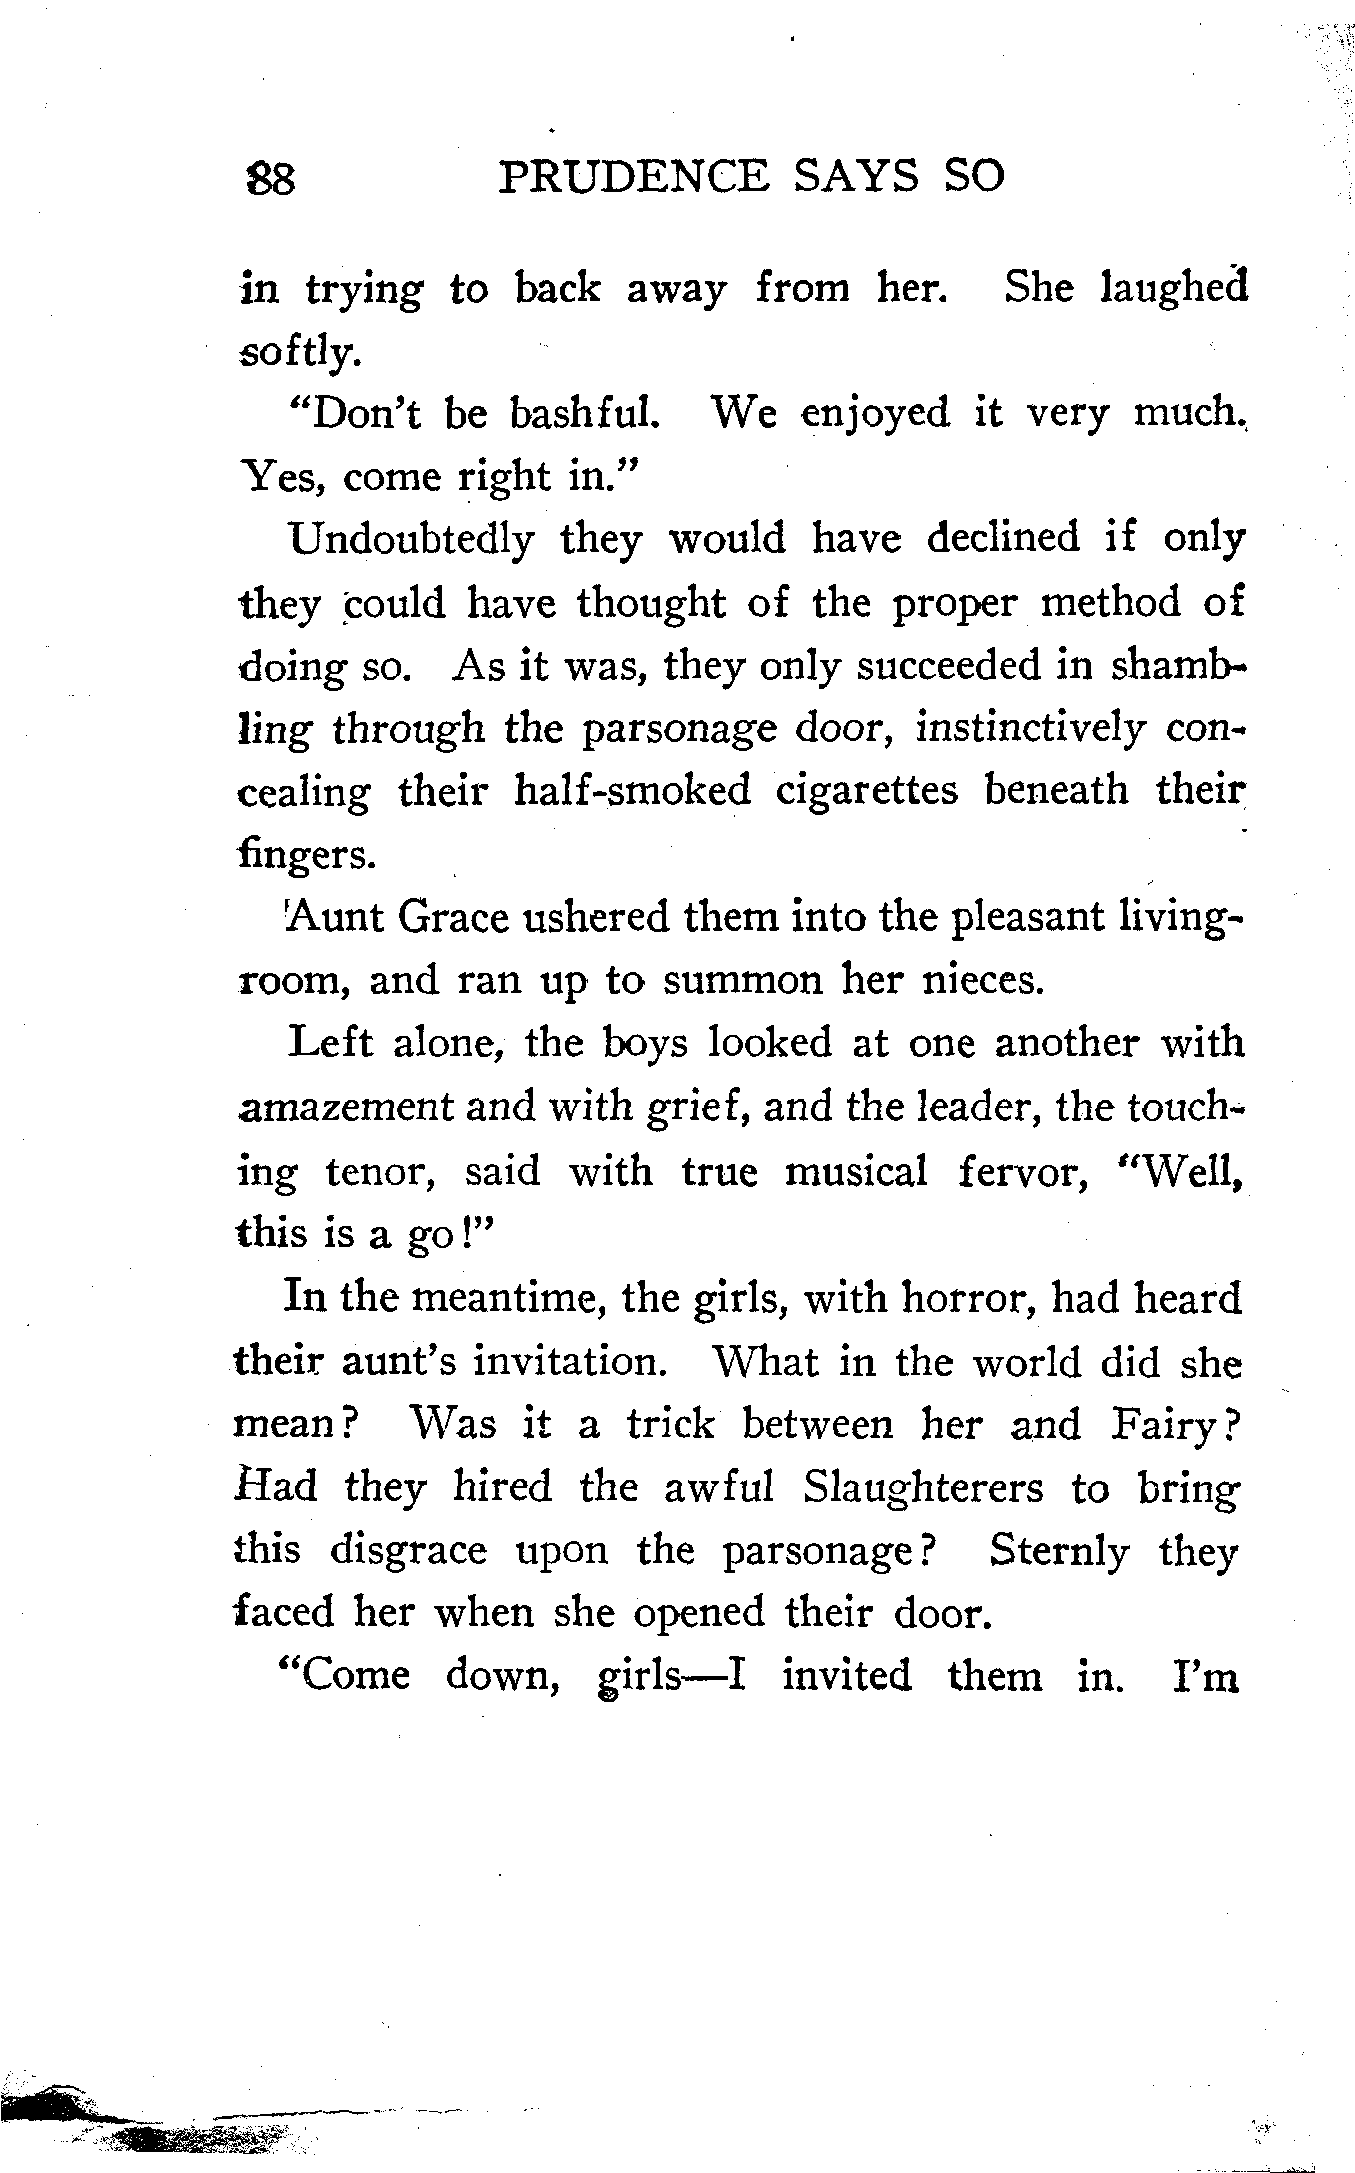 88 PRUDENCE SAYS SO
in trying to back away from her. She laughed
softly.
"Don't be bashful. We enjoyed it very much.
Yes, come right in."
Undoubtedly they would have declined if only
they could have thought of the proper method of
doing so. As it was, they only succeeded in shamb-
ling through the parsonage door, instinctively con-
cealing their half-smoked cigarettes beneath their
fingers.
Aunt Grace ushered them into the pleasant living-
room, and ran up to summon her nieces.
Left alone, the boys looked at one another with
amazement and with grief, and the leader, the touch-
ing tenor, said with true musical fervor, "Well,
this is a go!"
In the meantime, the girls, with horror, had heard
their aunt's invitation. What in the world did she
mean? Was it a trick between her and Fairy?
Had they hired the awful Slaughterers to bring
this disgrace upon the parsonage? Sternly they
faced her when she opened their door.
"Come down, girls—I invited them in. I'm